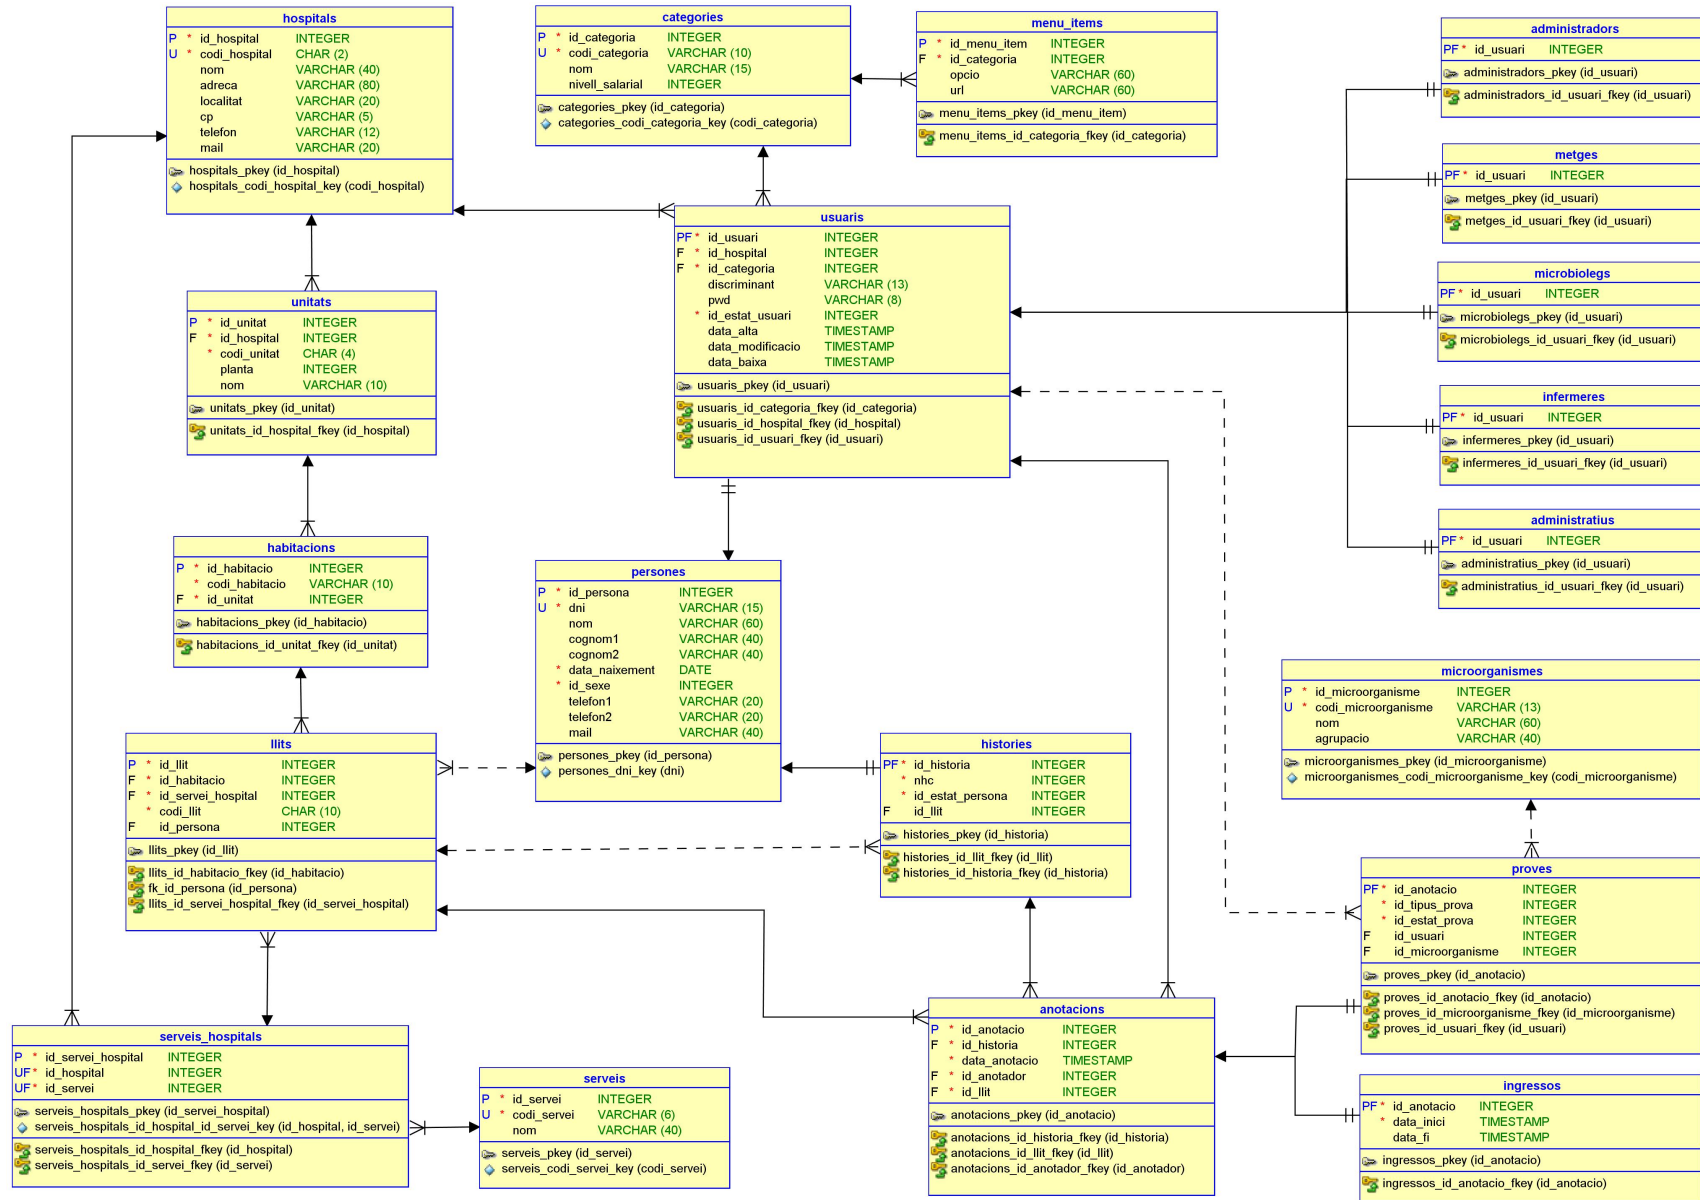 hospitals
P * id_hospital INTEGER
U * codi_hospital CHAR (2)
nom VARCHAR (40)
adreca VARCHAR (80)
localitat VARCHAR (20)
cp VARCHAR (5)
telefon VARCHAR (12)
mail VARCHAR (20)
hospitals_pkey (id_hospital)
hospitals_codi_hospital_key (codi_hospital)
categories
P * id_categoria INTEGER
U * codi_categoria VARCHAR (10)
nom VARCHAR (15)
nivell_salarial INTEGER
categories_pkey (id_categoria)
categories_codi_categoria_key (codi_categoria)
menu_items
P * id_menu_item INTEGER
F * id_categoria INTEGER
opcio VARCHAR (60)
url VARCHAR (60)
menu_items_pkey (id_menu_item)
menu_items_id_categoria_fkey (id_categoria)
administradors
PF * id_usuari INTEGER
administradors_pkey (id_usuari)
administradors_id_usuari_fkey (id_usuari)
metges
PF * id_usuari INTEGER
metges_pkey (id_usuari)
metges_id_usuari_fkey (id_usuari)
microbiolegs
PF * id_usuari INTEGER
microbiolegs_pkey (id_usuari)
microbiolegs_id_usuari_fkey (id_usuari)
infermeres
PF * id_usuari INTEGER
infermeres_pkey (id_usuari)
infermeres_id_usuari_fkey (id_usuari)
administratius
PF * id_usuari INTEGER
administratius_pkey (id_usuari)
administratius_id_usuari_fkey (id_usuari)
usuaris
PF * id_usuari INTEGER
F * id_hospital INTEGER
F * id_categoria INTEGER
discriminant VARCHAR (13)
pwd VARCHAR (8)
* id_estat_usuari INTEGER
data_alta TIMESTAMP
data_modificacio TIMESTAMP
data_baixa TIMESTAMP
usuaris_pkey (id_usuari)
usuaris_id_categoria_fkey (id_categoria)
usuaris_id_hospital_fkey (id_hospital)
usuaris_id_usuari_fkey (id_usuari)
unitats
P * id_unitat INTEGER
F * id_hospital INTEGER
* codi_unitat CHAR (4)
planta INTEGER
nom VARCHAR (10)
unitats_pkey (id_unitat)
unitats_id_hospital_fkey (id_hospital)
habitacions
P * id_habitacio INTEGER
* codi_habitacio VARCHAR (10)
F * id_unitat INTEGER
habitacions_pkey (id_habitacio)
habitacions_id_unitat_fkey (id_unitat)
persones
P * id_persona INTEGER
U * dni VARCHAR (15)
nom VARCHAR (60)
cognom1 VARCHAR (40)
cognom2 VARCHAR (40)
* data_naixement DATE
* id_sexe INTEGER
telefon1 VARCHAR (20)
telefon2 VARCHAR (20)
mail VARCHAR (40)
persones_pkey (id_persona)
persones_dni_key (dni)
llits
P * id_llit INTEGER
F * id_habitacio INTEGER
F * id_servei_hospital INTEGER
* codi_llit CHAR (10)
F id_persona INTEGER
llits_pkey (id_llit)
llits_id_habitacio_fkey (id_habitacio)
fk_id_persona (id_persona)
llits_id_servei_hospital_fkey (id_servei_hospital)
histories
PF * id_historia INTEGER
* nhc INTEGER
* id_estat_persona INTEGER
F id_llit INTEGER
histories_pkey (id_historia)
histories_id_llit_fkey (id_llit)
histories_id_historia_fkey (id_historia)
microorganismes
P * id_microorganisme INTEGER
U * codi_microorganisme VARCHAR (13)
nom VARCHAR (60)
agrupacio VARCHAR (40)
microorganismes_pkey (id_microorganisme)
microorganismes_codi_microorganisme_key (codi_microorganisme)
proves
PF * id_anotacio INTEGER
* id_tipus_prova INTEGER
* id_estat_prova INTEGER
F id_usuari INTEGER
F id_microorganisme INTEGER
proves_pkey (id_anotacio)
proves_id_anotacio_fkey (id_anotacio)
proves_id_microorganisme_fkey (id_microorganisme)
proves_id_usuari_fkey (id_usuari)
serveis_hospitals
P * id_servei_hospital INTEGER
UF * id_hospital INTEGER
UF * id_servei INTEGER
serveis_hospitals_pkey (id_servei_hospital)
serveis_hospitals_id_hospital_id_servei_key (id_hospital, id_servei)
serveis_hospitals_id_hospital_fkey (id_hospital)
serveis_hospitals_id_servei_fkey (id_servei)
serveis
P * id_servei INTEGER
U * codi_servei VARCHAR (6)
nom VARCHAR (40)
serveis_pkey (id_servei)
serveis_codi_servei_key (codi_servei)
anotacions
P * id_anotacio INTEGER
F * id_historia INTEGER
* data_anotacio TIMESTAMP
F * id_anotador INTEGER
F * id_llit INTEGER
anotacions_pkey (id_anotacio)
anotacions_id_historia_fkey (id_historia)
anotacions_id_llit_fkey (id_llit)
anotacions_id_anotador_fkey (id_anotador)
ingressos
PF * id_anotacio INTEGER
* data_inici TIMESTAMP
data_fi TIMESTAMP
ingressos_pkey (id_anotacio)
ingressos_id_anotacio_fkey (id_anotacio)